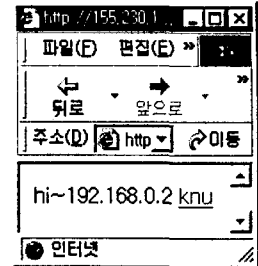 http://155.230.1...
파일(F) 편집(E) »
뒤로 앞으로 »
주소(D) http 이동
hi~192.168.0.2 knu
인터넷